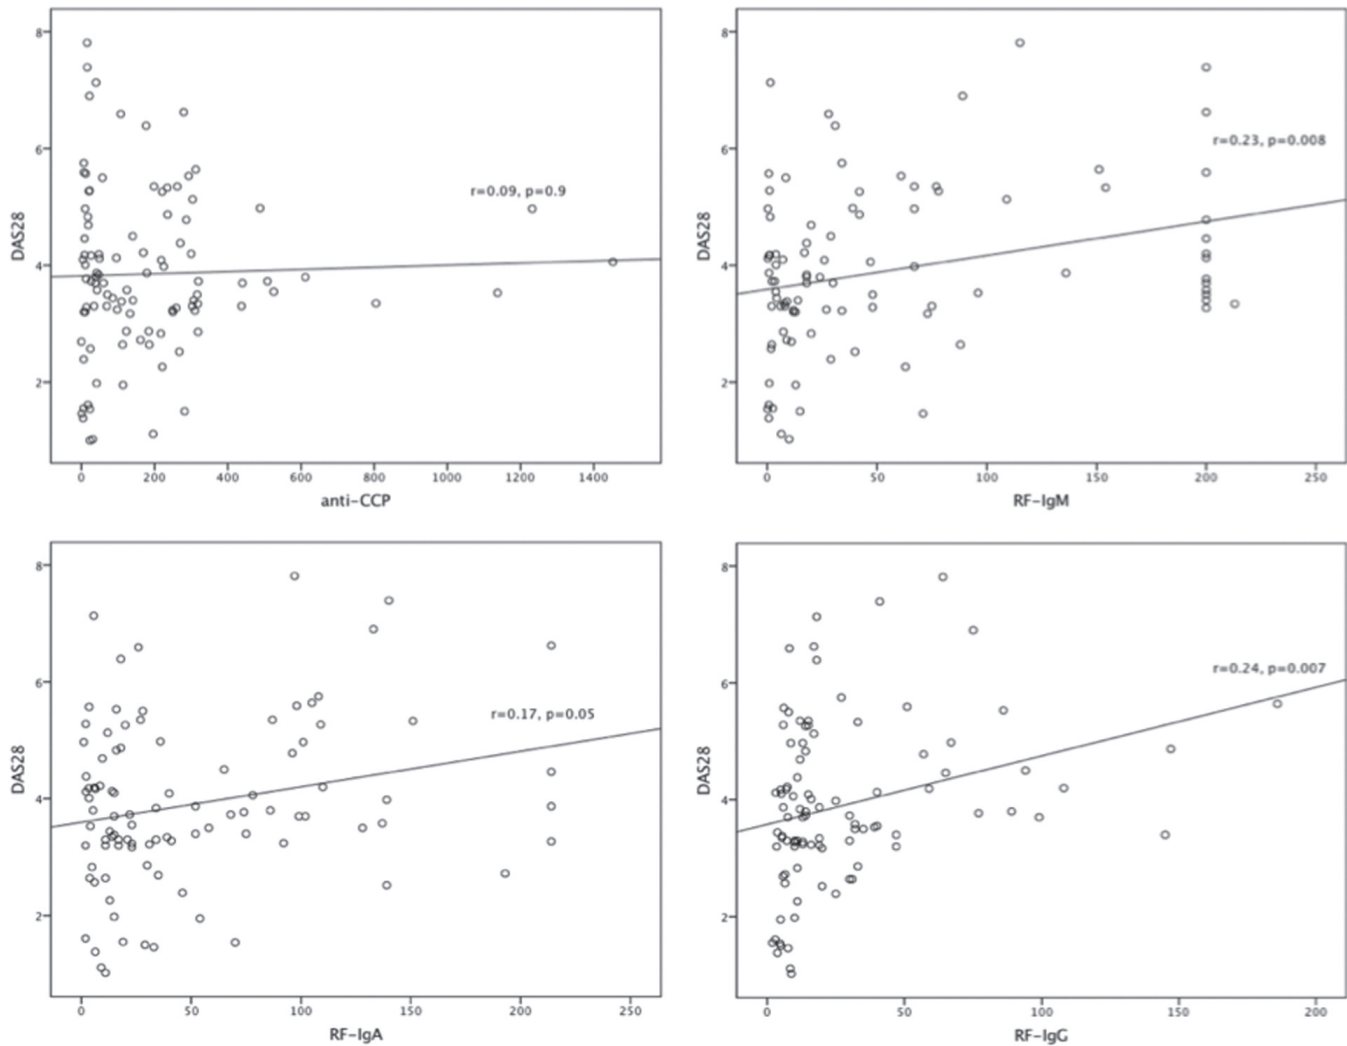 8
6
4
2
DAS28
r=0.09, p=0.9
0 200 400 600 800 1000 1200 1400
anti-CCP
8
6
4
2
DAS28
r=0.23, p=0.008
0 50 100 150 200 250
RF-IgM
8
6
4
2
DAS28
r=0.17, p=0.05
0 50 100 150 200 250
RF-IgA
8
6
4
2
DAS28
r=0.24, p=0.007
0 50 100 150 200
RF-IgG